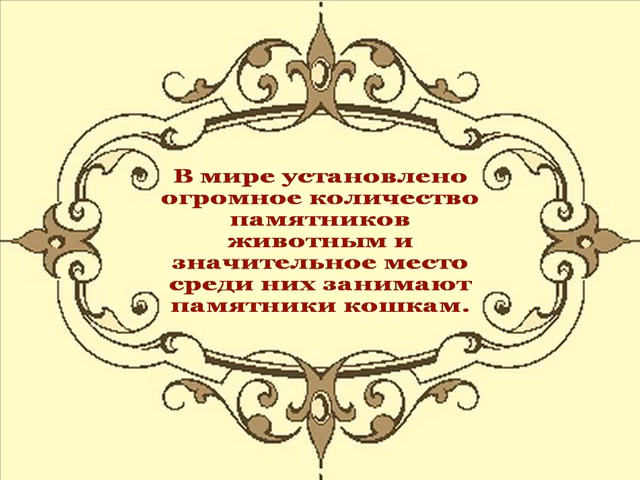 В мире установлено
огромное количество
памятников
животным и
значительное место
среди них занимают
памятники кошкам.